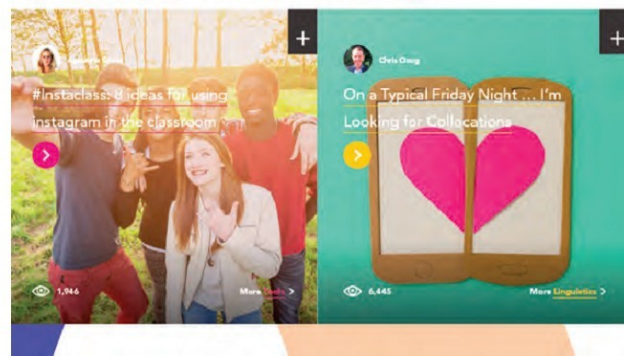 +
+
Chris Ozog
#Instaclass: 8 ideas for using
instagram in the classroom
On a Typical Friday Night ... I'm
Looking for Collocations
1,946
More Tools >
6,445
More Linguistics >